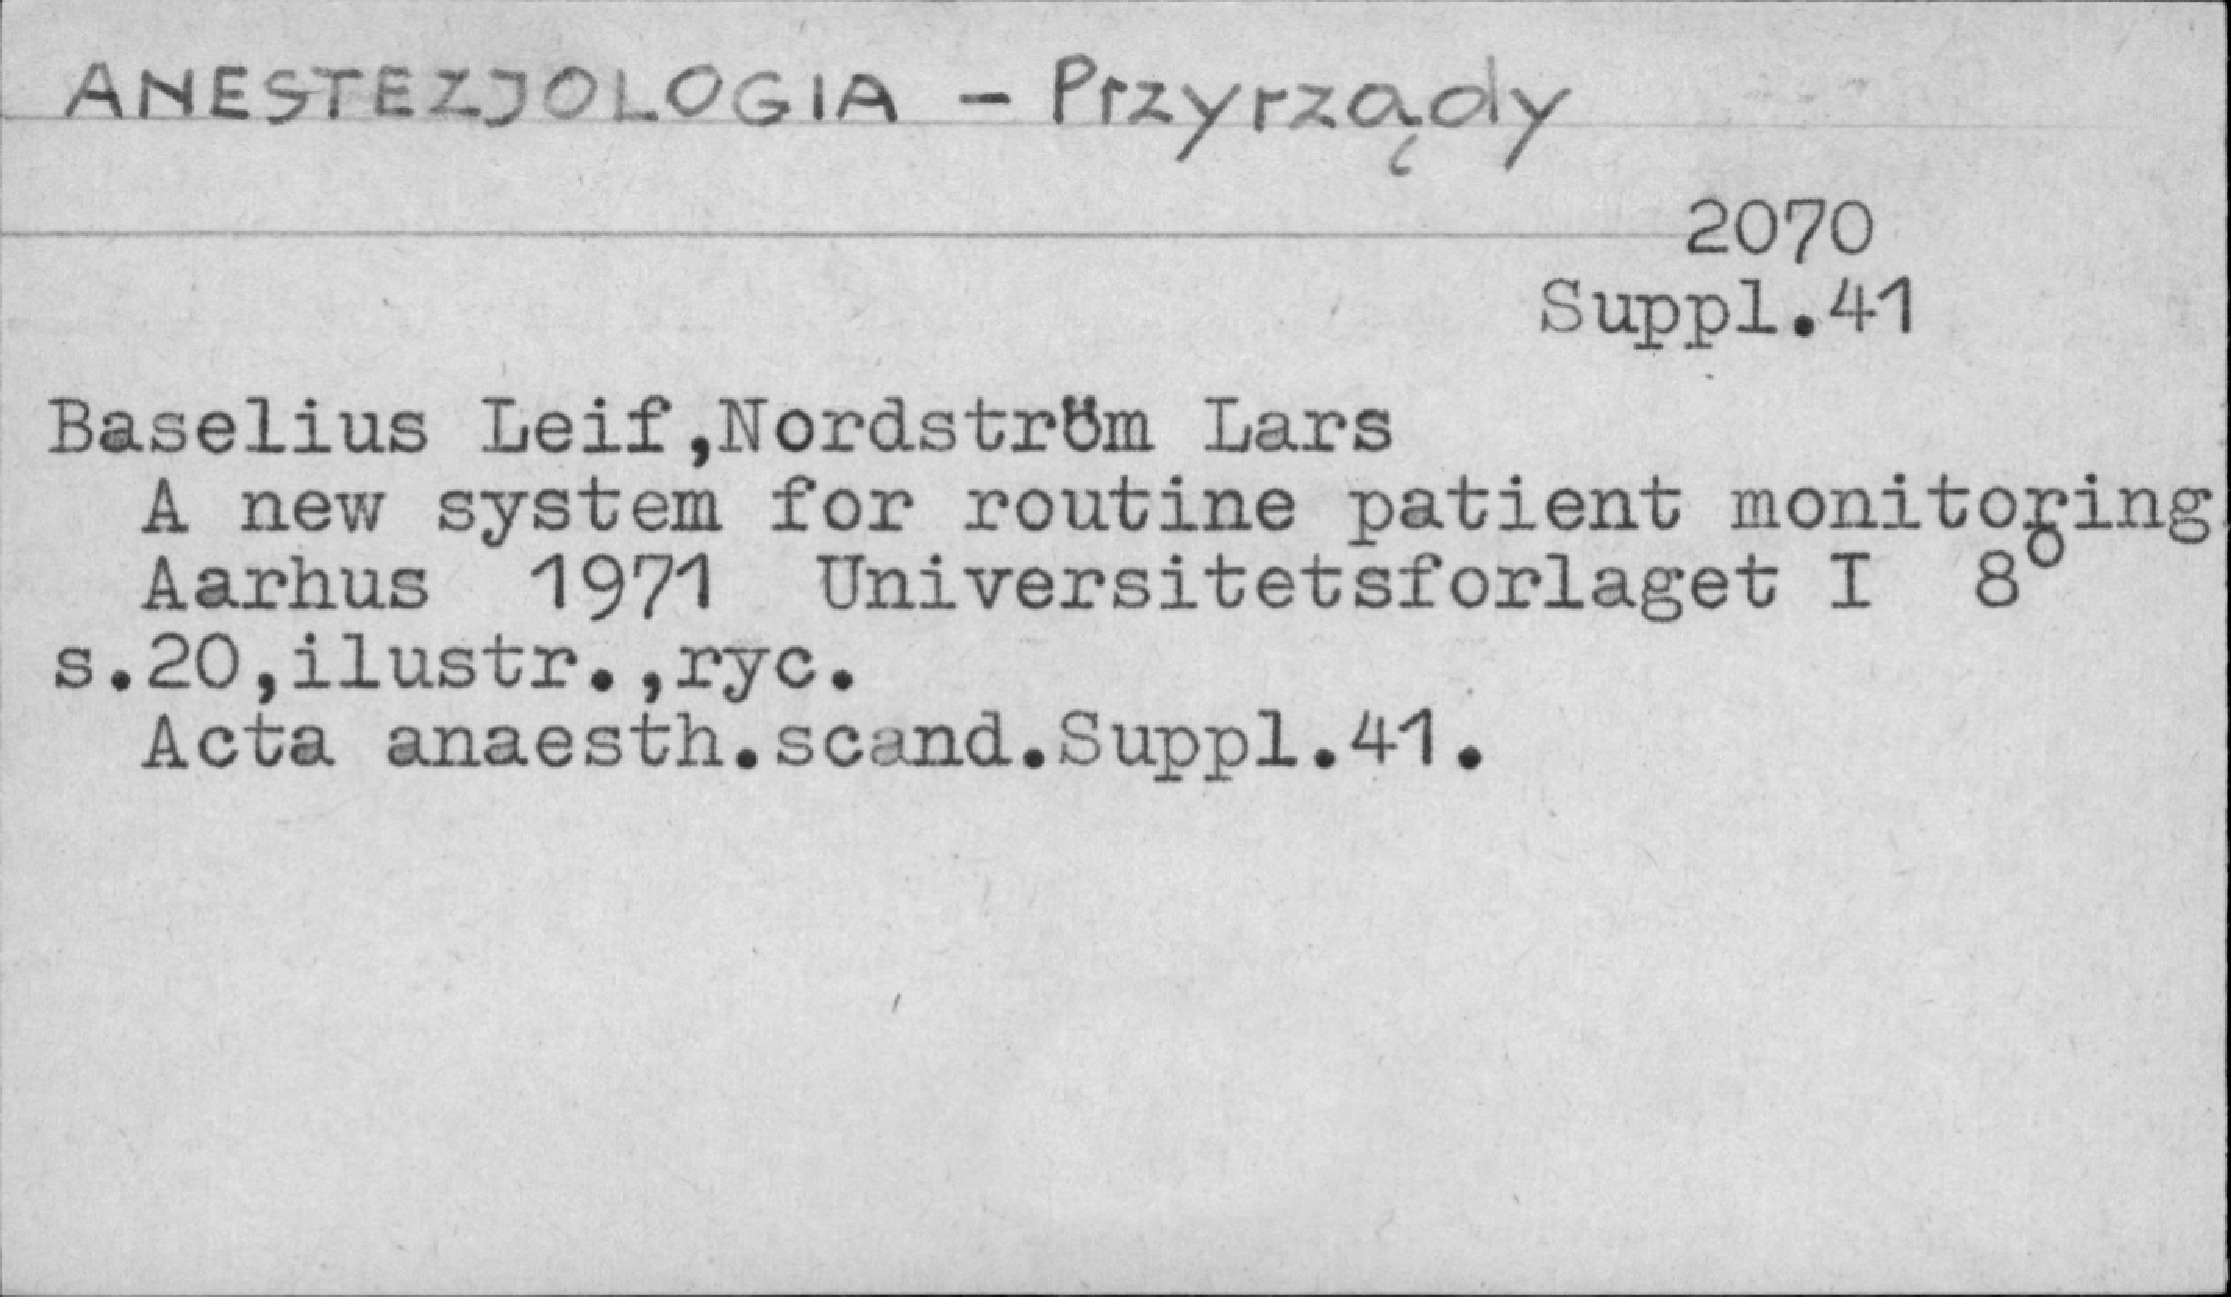 ANESTEZJOLOGIA – Przyrządy
2070
Suppl.41
Baselius Leif,Nordström Lars
A new system for routine patient monitoring
Aarhus 1971 Universitetsforlaget I 8°
s.20,ilustr.,ryc.
Acta anaesth.scand.Suppl.41.